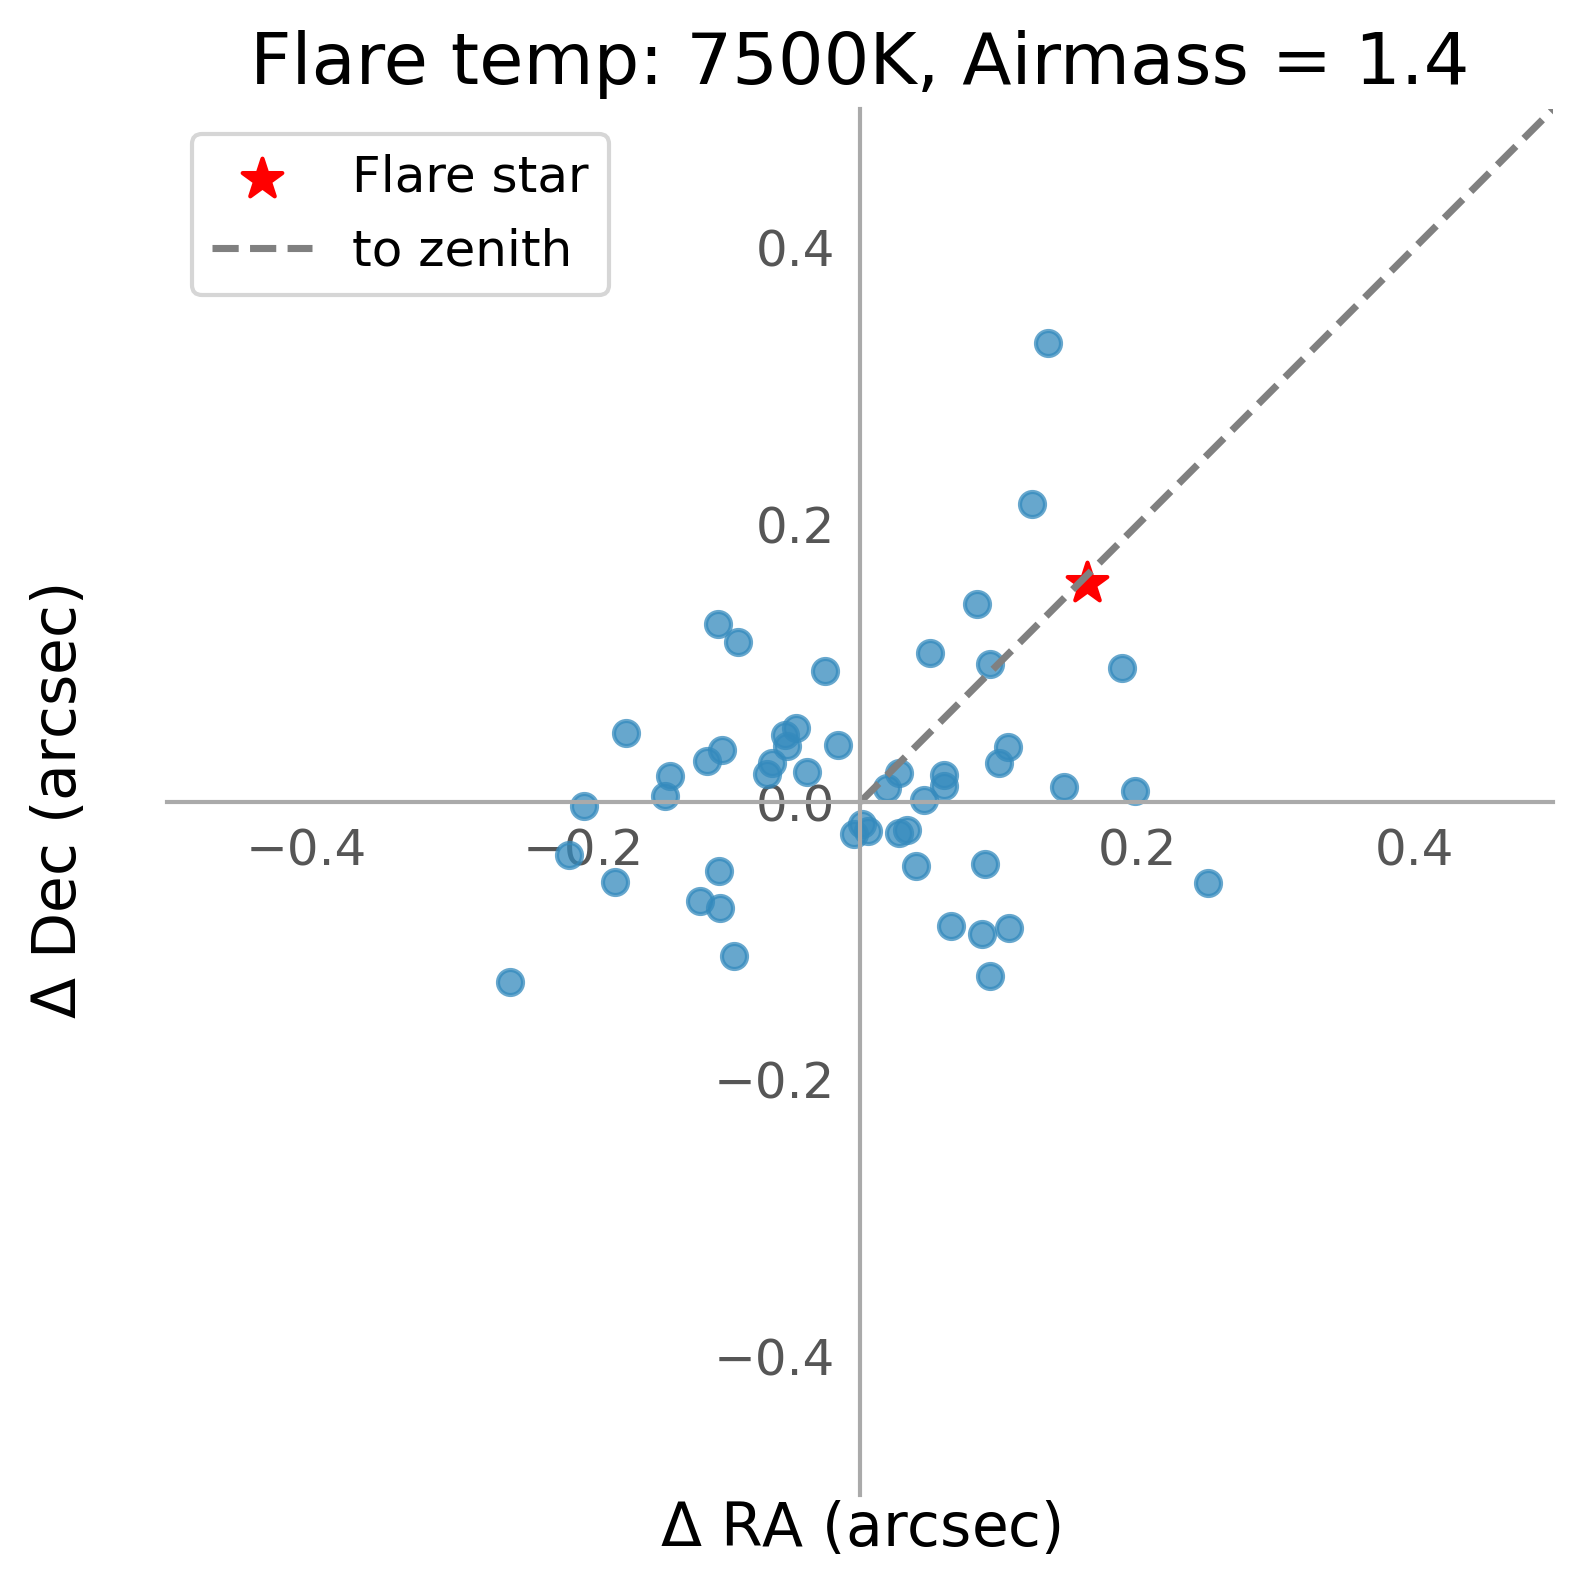 Flare temp: 7500K, Airmass = 1.4
Flare star
to zenith
0.4
0.2
0.0
−0.2
−0.4
−0.4
−0.2
0.2
0.4
Δ Dec (arcsec)
Δ RA (arcsec)